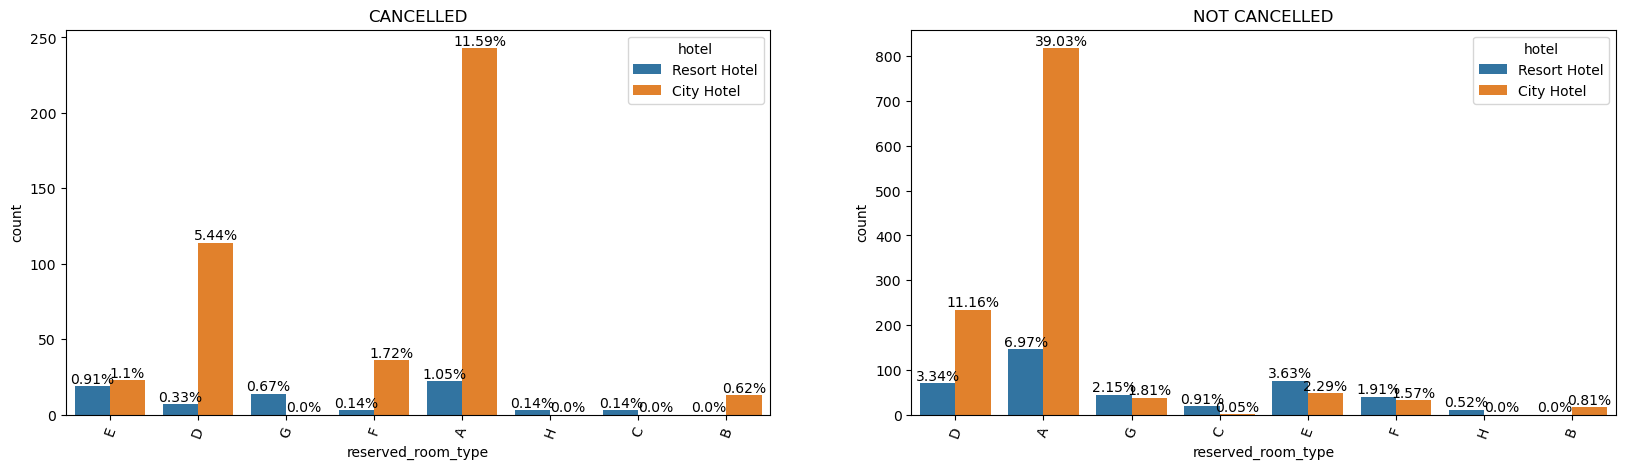 CANCELLED
250
200
150
100
50
0
count
11.59%
5.44%
1.72%
0.91%
1.1%
0.33%
0.67%
0.0%
0.14%
1.05%
0.14%
0.0%
0.14%
0.0%
0.0%
0.62%
hotel
Resort Hotel
City Hotel
E
D
G
F
A
H
C
B
reserved_room_type
NOT CANCELLED
800
700
600
500
400
300
200
100
0
count
39.03%
11.16%
3.34%
6.97%
2.15%
1.81%
0.91%
0.05%
3.63%
2.29%
1.91%
1.57%
0.52%
0.0%
0.0%
0.81%
hotel
Resort Hotel
City Hotel
D
A
G
C
E
F
H
B
reserved_room_type